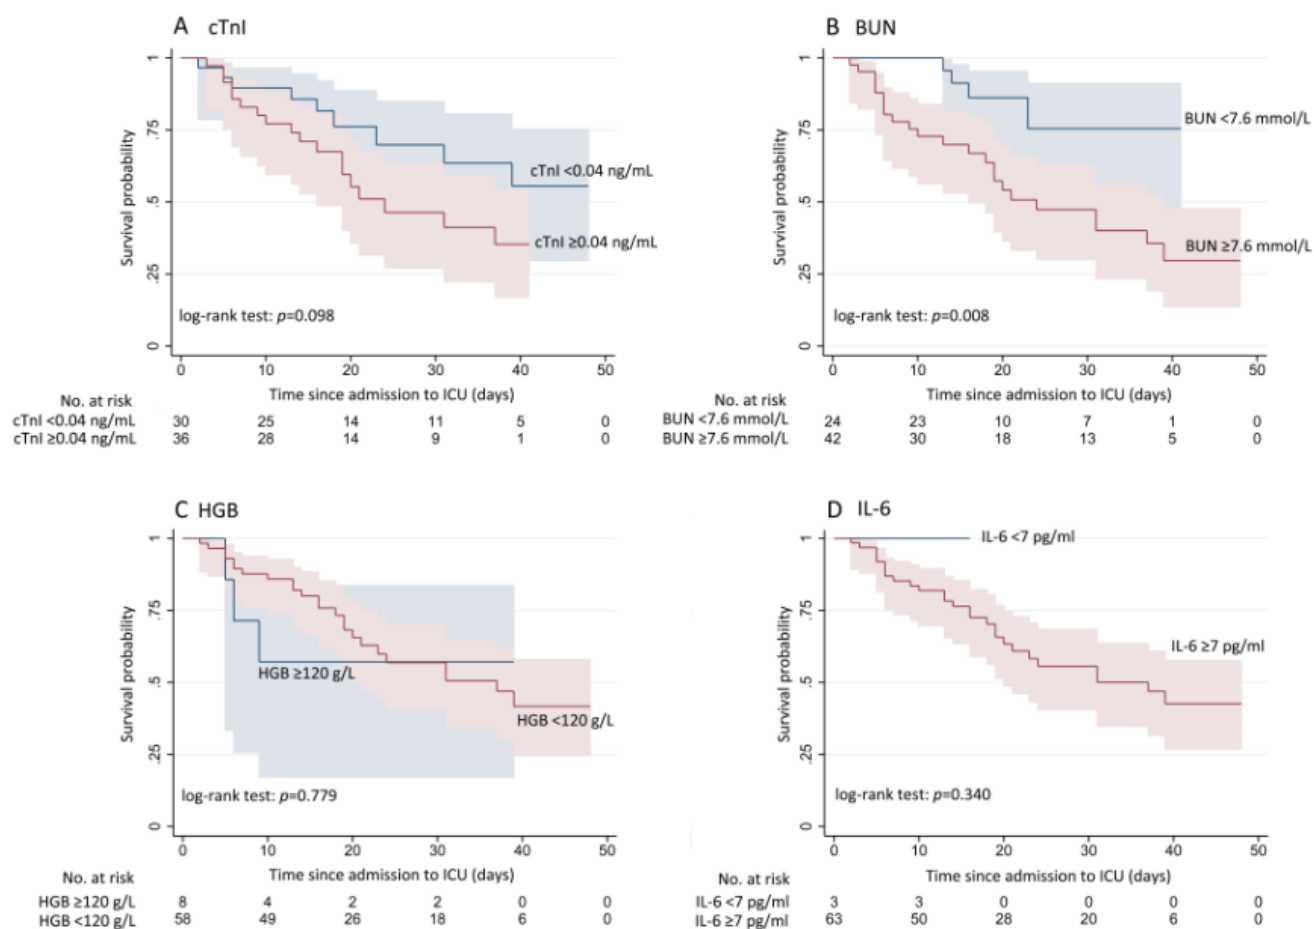 A cTnI
Survival probability
1
.75
.5
.25
0
cTnI <0.04 ng/mL
cTnI ≥0.04 ng/mL
log-rank test: p=0.098
0 10 20 30 40 50
Time since admission to ICU (days)
No. at risk
cTnI <0.04 ng/mL 30 25 14 11 5 0
cTnI ≥0.04 ng/mL 36 28 14 9 1 0
B BUN
Survival probability
1
.75
.5
.25
0
BUN <7.6 mmol/L
BUN ≥7.6 mmol/L
log-rank test: p=0.008
0 10 20 30 40 50
Time since admission to ICU (days)
No. at risk
BUN <7.6 mmol/L 24 23 10 7 1 0
BUN ≥7.6 mmol/L 42 30 18 13 5 0
C HGB
Survival probability
1
.75
.5
.25
0
HGB ≥120 g/L
HGB <120 g/L
log-rank test: p=0.779
0 10 20 30 40 50
Time since admission to ICU (days)
No. at risk
HGB ≥120 g/L 8 4 2 2 0 0
HGB <120 g/L 58 49 26 18 6 0
D IL-6
Survival probability
1
.75
.5
.25
0
IL-6 <7 pg/ml
IL-6 ≥7 pg/ml
log-rank test: p=0.340
0 10 20 30 40 50
Time since admission to ICU (days)
No. at risk
IL-6 <7 pg/ml 3 3 0 0 0 0
IL-6 ≥7 pg/ml 63 50 28 20 6 0